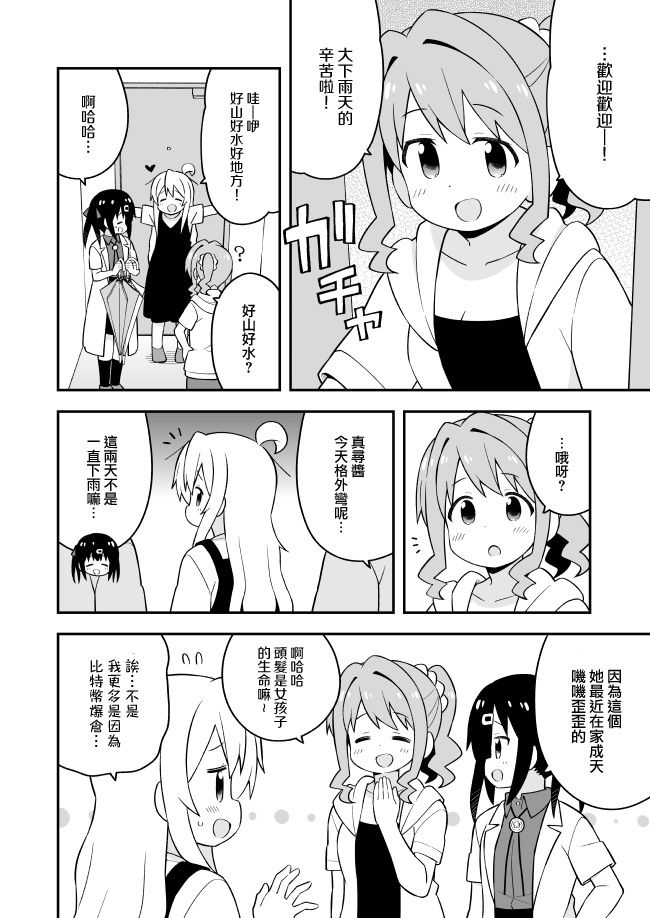 …歡迎歡迎─！
大下雨天的
辛苦啦！
ガチャ
哇─咿
好山好水好地方！
啊哈哈…
？
好山好水？
…哦呀？
真尋醬
今天格外彎呢…
這兩天不是
一直下雨嘛…
因為這個
她最近在家成天
嘰嘰歪歪的
啊哈哈
頭髮是女孩子
的生命嘛～
誒…不是
我更多是因為
比特幣爆倉…